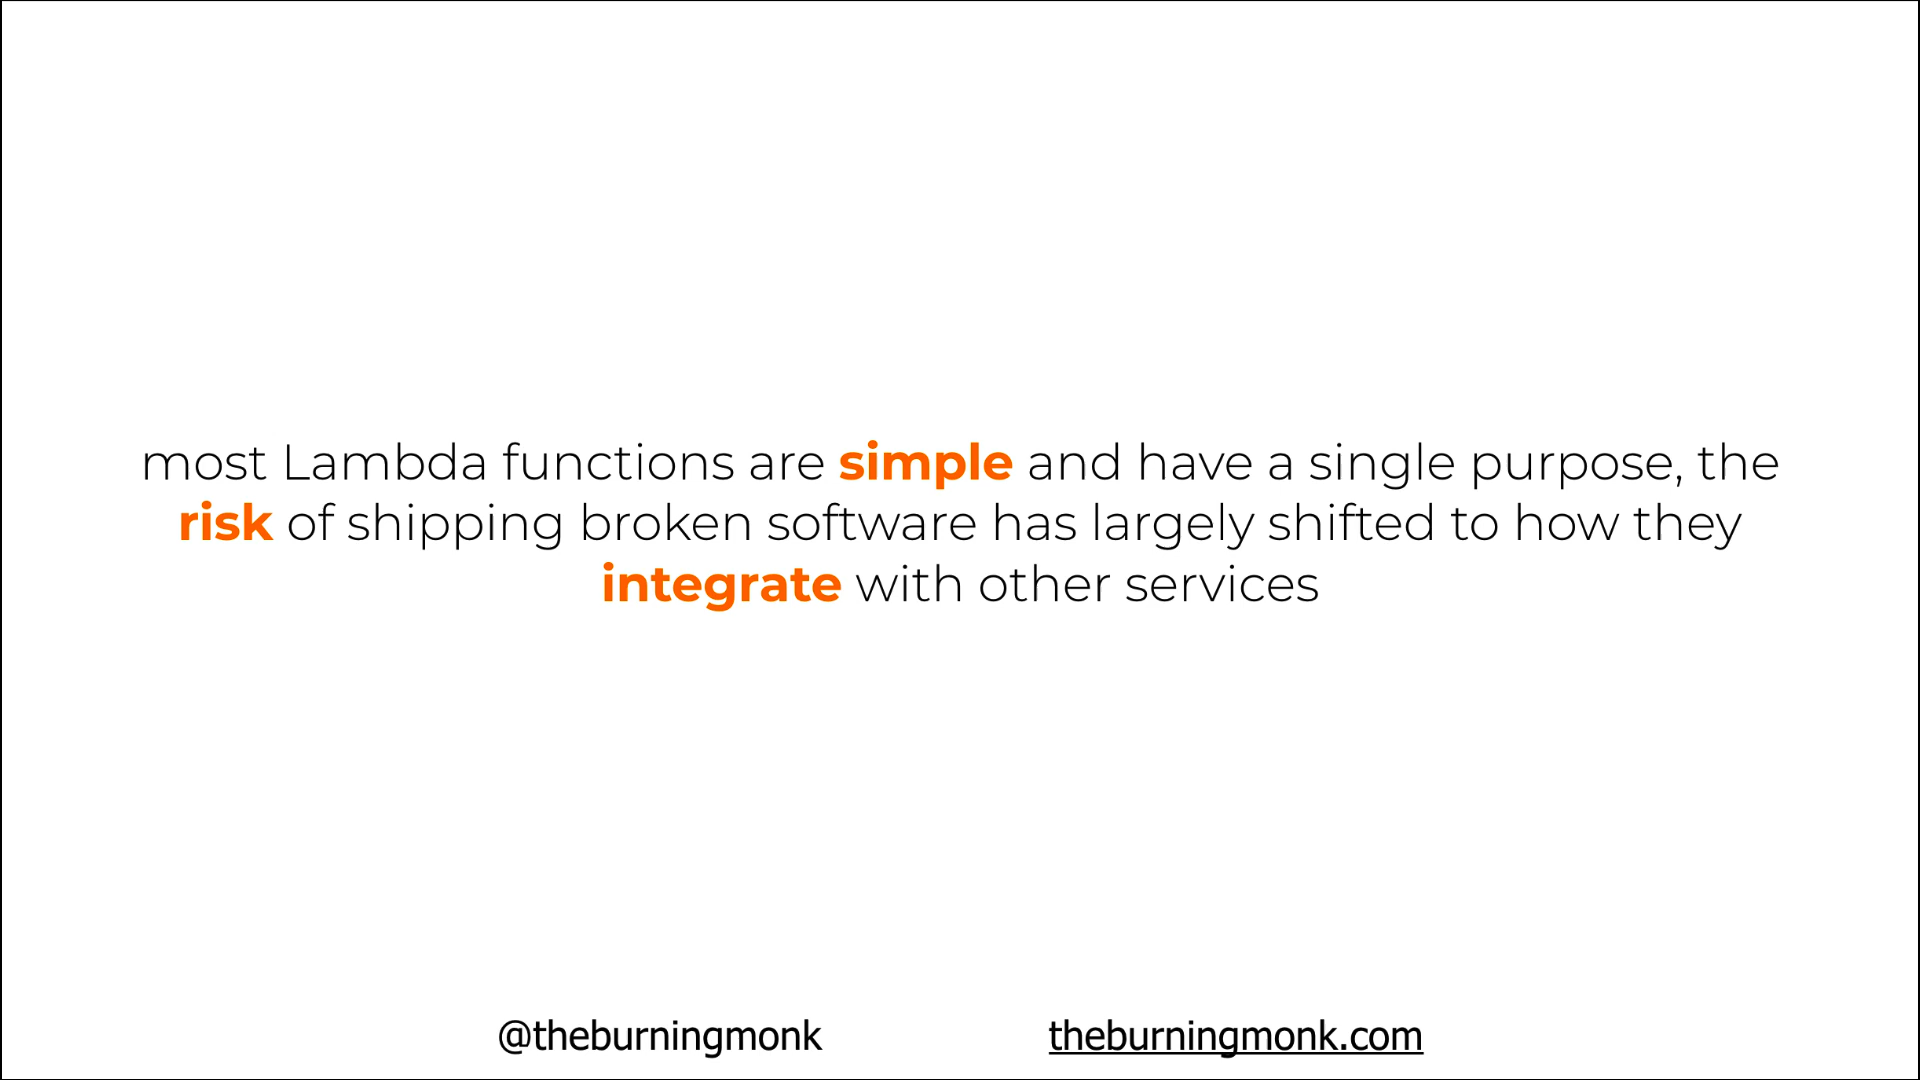 most Lambda functions are simple and have a single purpose, the
risk of shipping broken software has largely shifted to how they
integrate with other services
@theburningmonk
theburningmonk.com